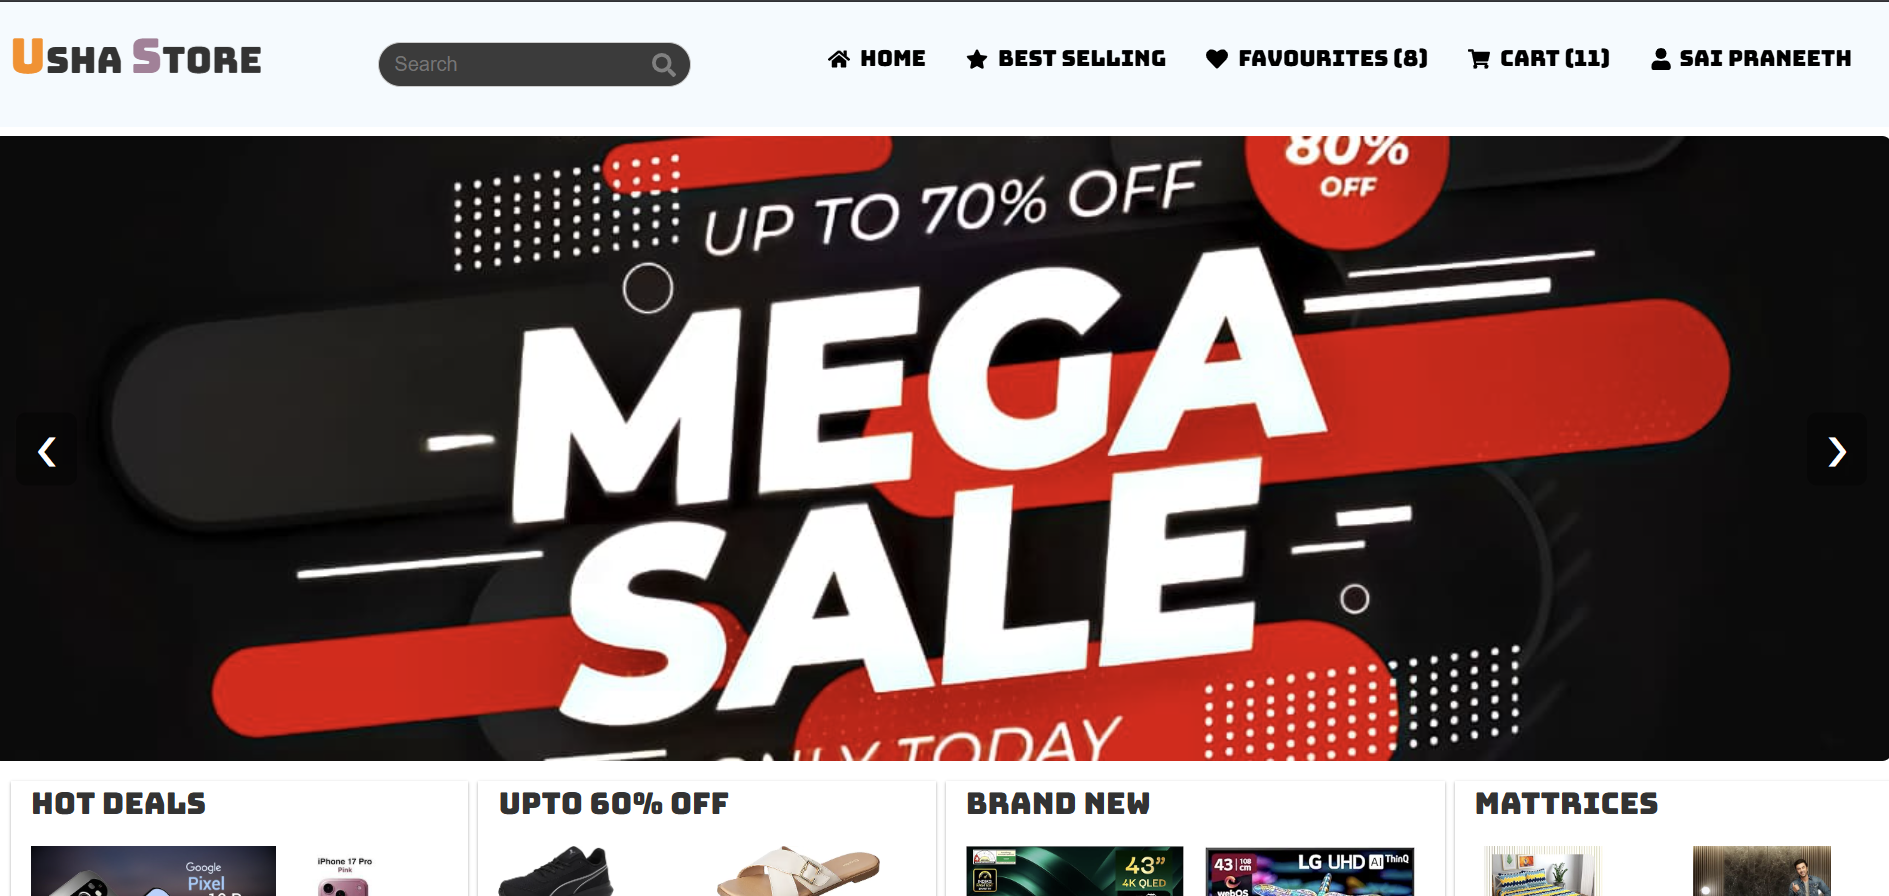 USHA STORE
Search
HOME
BEST SELLING
FAVOURITES (8)
CART (11)
SAI PRANEETH
80%
OFF
UP TO 70% OFF
MEGA
SALE
ONLY TODAY
❮
❯
HOT DEALS
UPTO 60% OFF
BRAND NEW
MATTRICES
Google
Pixel
iPhone 17 Pro
Pink
43”
4K QLED
43 108 cm
webOS
LG UHD AI ThinQ